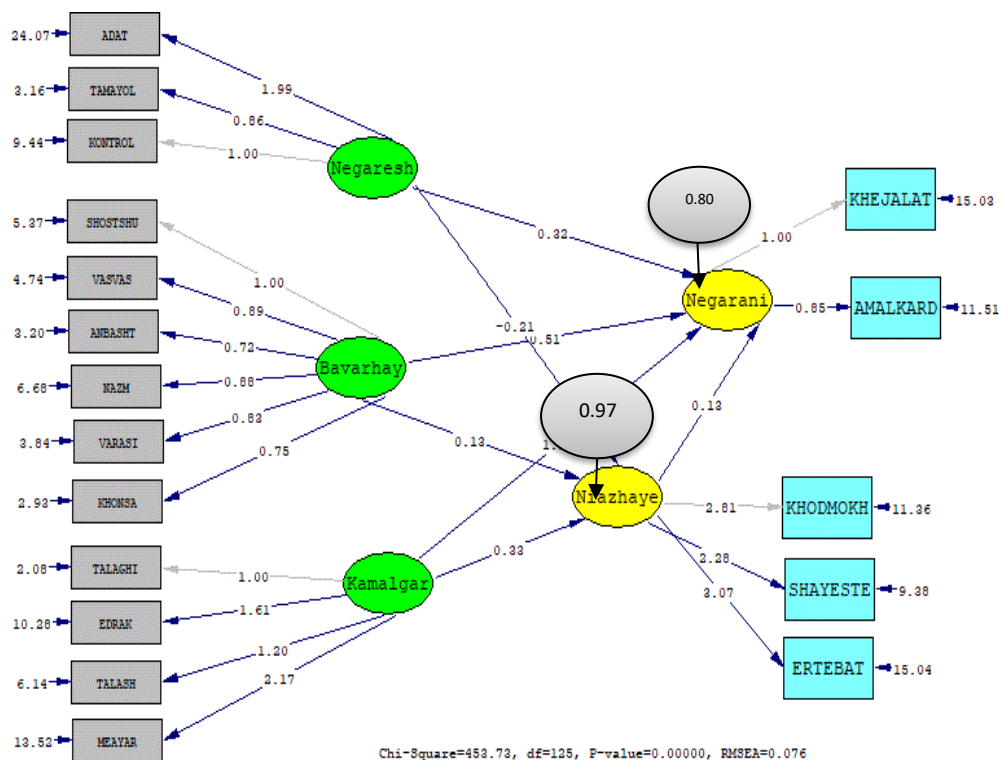 24.07 ADAT
3.16 TAMAYOL
9.44 KONTROL
5.37 SHOSTSHU
4.74 VASVAS
3.20 ANBASHT
6.68 NAZM
3.84 VARASI
2.93 KHONSA
2.08 TALAGHI
10.28 EDRAK
6.14 TALASH
13.52 MEAYAR
1.99
0.86
1.00
1.00
0.89
0.72
0.88
0.83
0.75
1.00
1.61
1.20
2.17
Negaresh
Bavarhay
Kamalgar
0.32
-0.21
0.51
0.13
0.33
0.80
0.97
Negarani
Niazhaye
0.13
1.00
0.85
2.81
2.28
3.07
KHEJALAT 15.03
AMALKARD 11.51
KHODMOKH 11.36
SHAYESTE 9.38
ERTEBAT 15.04
Chi-Square=453.73, df=125, P-value=0.00000, RMSEA=0.076